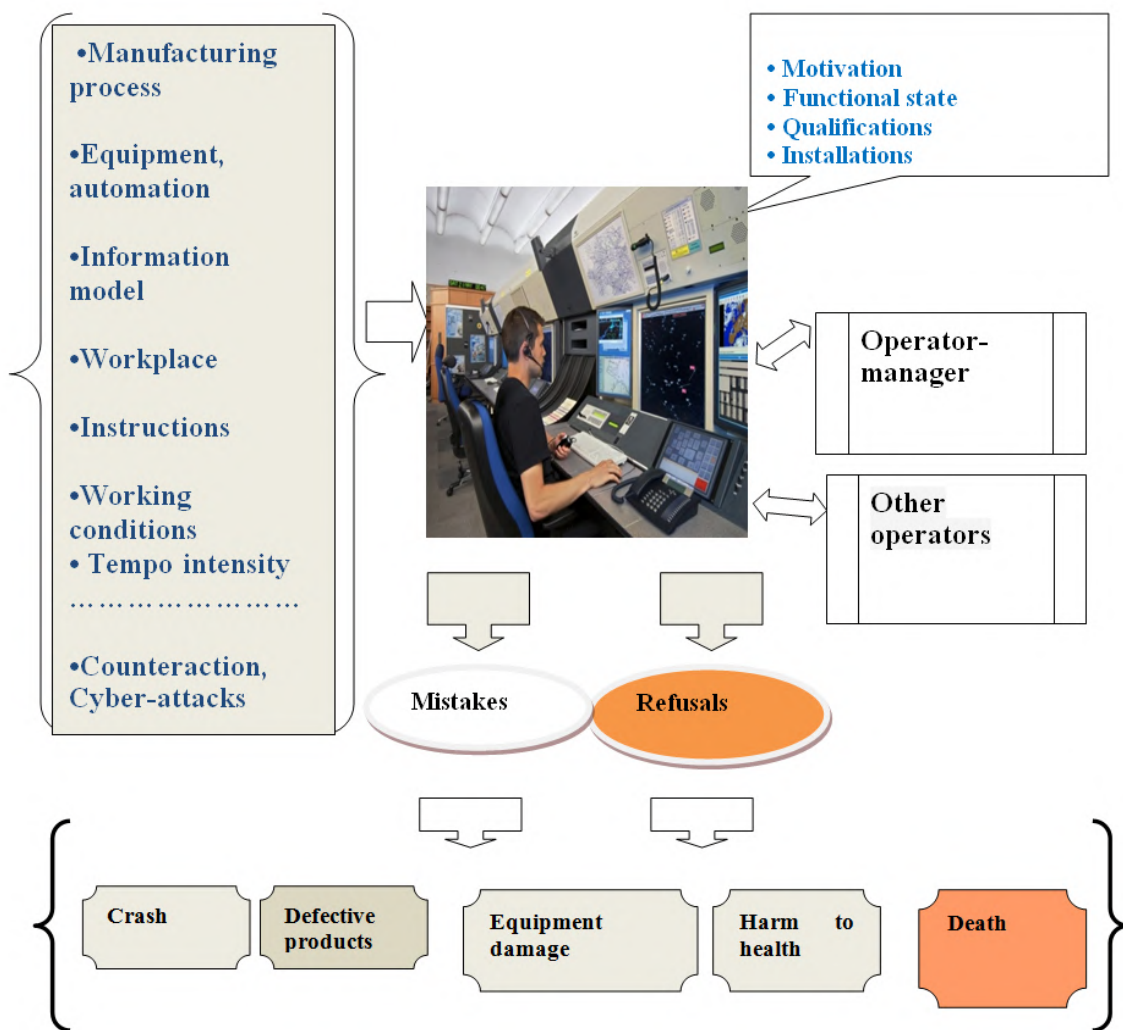 •Manufacturing
process
•Equipment,
automation
•Information
model
•Workplace
•Instructions
•Working
conditions
• Tempo intensity
………………………
•Counteraction,
Cyber-attacks
• Motivation
• Functional state
• Qualifications
• Installations
Operator-
manager
Other
operators
Mistakes
Refusals
Crash
Defective
products
Equipment
damage
Harm to
health
Death